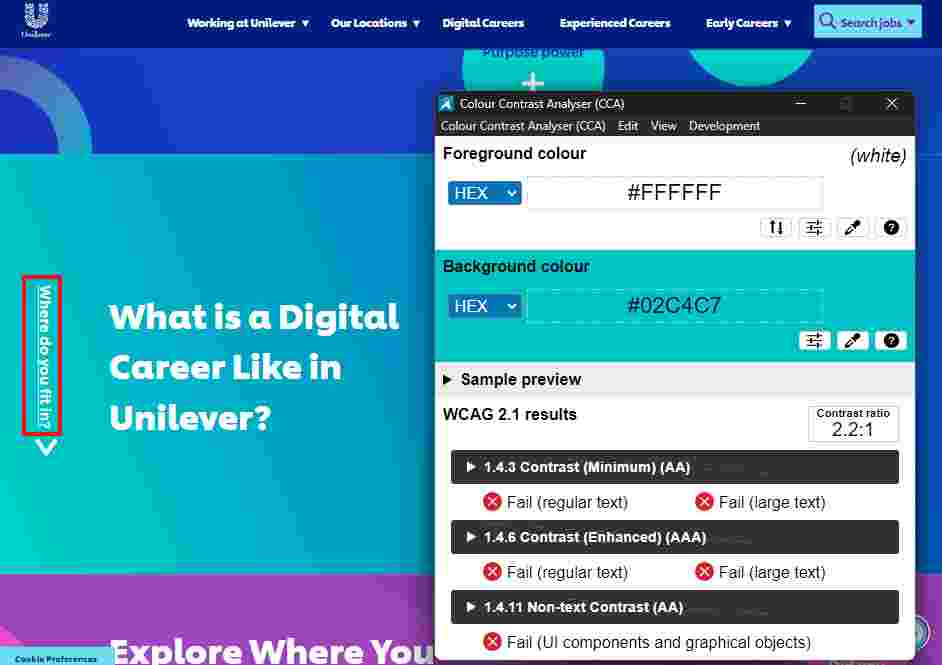 Unilever
Working at Unilever ▼ Our Locations ▼ Digital Careers Experienced Careers Early Careers ▼ Search jobs ▼
Purpose power
Colour Contrast Analyser (CCA)
Colour Contrast Analyser (CCA) Edit View Development
Foreground colour (white)
HEX #FFFFFF
Background colour
HEX #02C4C7
Sample preview
WCAG 2.1 results
Contrast ratio
2.2:1
1.4.3 Contrast (Minimum) (AA)
Fail (regular text) Fail (large text)
1.4.6 Contrast (Enhanced) (AAA)
Fail (regular text) Fail (large text)
1.4.11 Non-text Contrast (AA)
Fail (UI components and graphical objects)
Where do you fit in?
What is a Digital
Career Like in
Unilever?
Explore Where You
Cookie Preferences